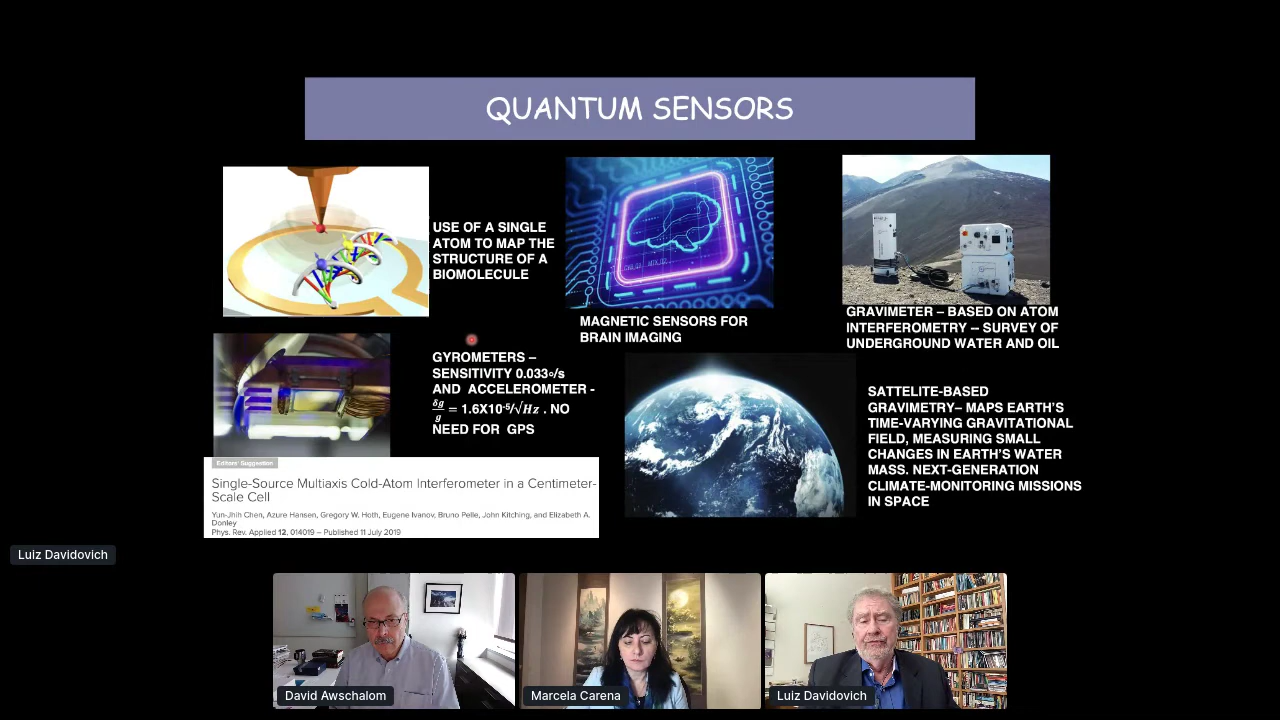 QUANTUM SENSORS
USE OF A SINGLE
ATOM TO MAP THE
STRUCTURE OF A
BIOMOLECULE
MAGNETIC SENSORS FOR
BRAIN IMAGING
GRAVIMETER – BASED ON ATOM
INTERFEROMETRY -- SURVEY OF
UNDERGROUND WATER AND OIL
GYROMETERS –
SENSITIVITY 0.033o/s
AND ACCELEROMETER -
δg/g = 1.6X10-5/√Hz . NO
NEED FOR GPS
SATTELITE-BASED
GRAVIMETRY– MAPS EARTH'S
TIME-VARYING GRAVITATIONAL
FIELD, MEASURING SMALL
CHANGES IN EARTH'S WATER
MASS. NEXT-GENERATION
CLIMATE-MONITORING MISSIONS
IN SPACE
Editors' Suggestion
Single-Source Multiaxis Cold-Atom Interferometer in a Centimeter-
Scale Cell
Yun-Jhih Chen, Azure Hansen, Gregory W. Hoth, Eugene Ivanov, Bruno Pelle, John Kitching, and Elizabeth A.
Donley
Phys. Rev. Applied 12, 014019 – Published 11 July 2019
Luiz Davidovich
David Awschalom
Marcela Carena
Luiz Davidovich